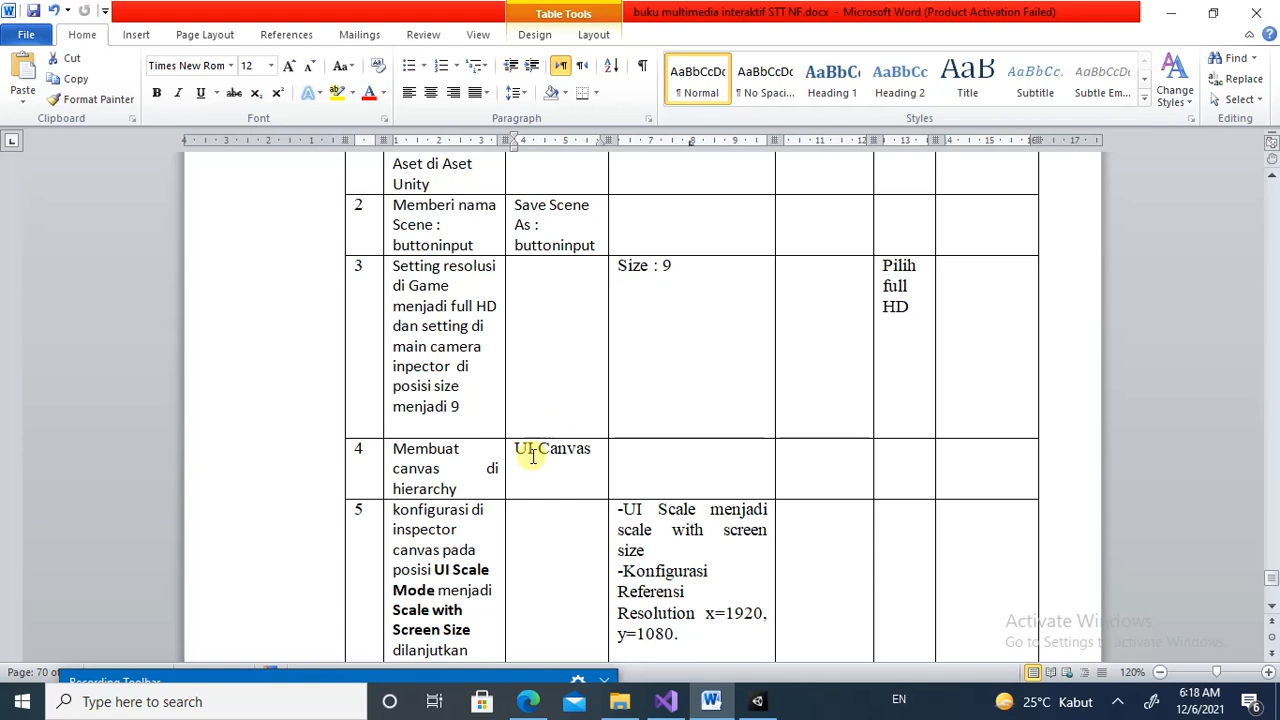 Table Tools
buku multimedia interaktif STT NF.docx - Microsoft Word (Product Activation Failed)
File Home Insert Page Layout References Mailings Review View Design Layout
Paste
Cut
Copy
Format Painter
Clipboard
Times New Rom 12
Font
Paragraph
AaBbCcDc AaBbCcDc AaBbC AaBbCc AaB AaBbCc. AaBbCcDc
¶ Normal ¶ No Spaci... Heading 1 Heading 2 Title Subtitle Subtle Em...
Change
Styles
Styles
Find
Replace
Select
Editing
Aset di Aset
Unity
2
Memberi nama
Scene :
buttoninput
Save Scene
As :
buttoninput
3
Setting resolusi
di Game
menjadi full HD
dan setting di
main camera
inpector di
posisi size
menjadi 9
Size : 9
Pilih
full
HD
4
Membuat
canvas di
hierarchy
UI-Canvas
5
konfigurasi di
inspector
canvas pada
posisi UI Scale
Mode menjadi
Scale with
Screen Size
dilanjutkan
-UI Scale menjadi
scale with screen
size
-Konfigurasi
Referensi
Resolution x=1920,
y=1080.
Activate Windows
Go to Settings to activate Windows.
Page: 70 of
Recording Toolbar
120%
Type here to search
EN
25°C Kabut
6:18 AM
12/6/2021
6